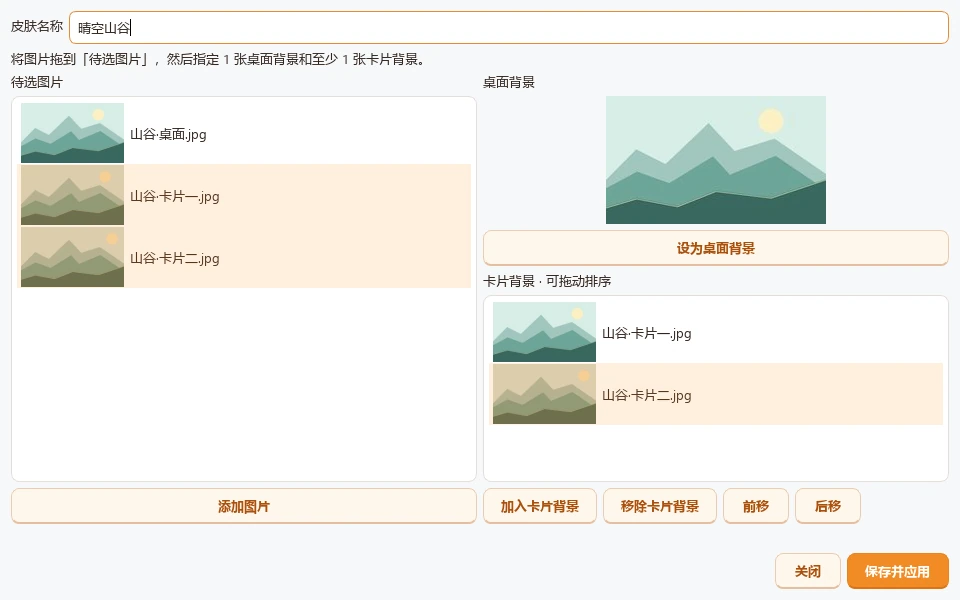 皮肤名称 晴空山谷
将图片拖到「待选图片」，然后指定 1 张桌面背景和至少 1 张卡片背景。
待选图片
山谷·桌面.jpg
山谷·卡片一.jpg
山谷·卡片二.jpg
添加图片
桌面背景
设为桌面背景
卡片背景 · 可拖动排序
山谷·卡片一.jpg
山谷·卡片二.jpg
加入卡片背景 移除卡片背景 前移 后移
关闭 保存并应用